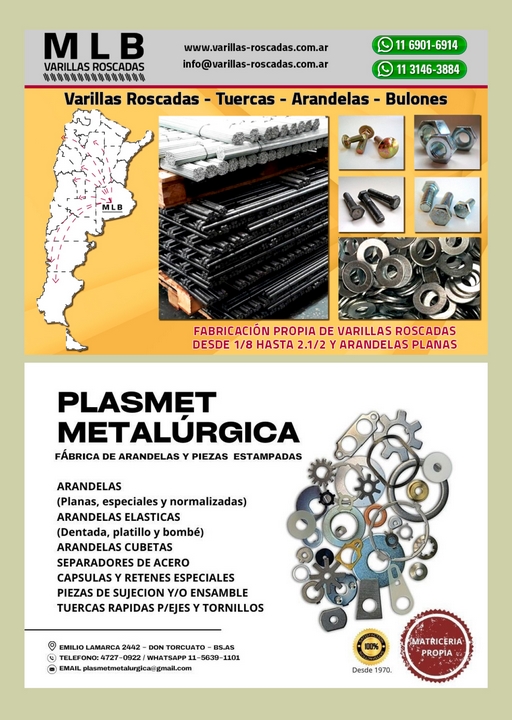 MLB
VARILLAS ROSCADAS
www.varillas-roscadas.com.ar
info@varillas-roscadas.com.ar
11 6901-6914
11 3146-3884
Varillas Roscadas - Tuercas - Arandelas - Bulones
MLB
FABRICACIÓN PROPIA DE VARILLAS ROSCADAS
DESDE 1/8 HASTA 2.1/2 Y ARANDELAS PLANAS
PLASMET
METALÚRGICA
FÁBRICA DE ARANDELAS Y PIEZAS ESTAMPADAS
ARANDELAS
(Planas, especiales y normalizadas)
ARANDELAS ELASTICAS
(Dentada, platillo y bombé)
ARANDELAS CUBETAS
SEPARADORES DE ACERO
CAPSULAS Y RETENES ESPECIALES
PIEZAS DE SUJECION Y/O ENSAMBLE
TUERCAS RAPIDAS P/EJES Y TORNILLOS
EMILIO LAMARCA 2442 - DON TORCUATO - BS.AS
TELEFONO: 4727-0922 / WHATSAPP 11-5639-1101
EMAIL plasmetmetalurgica@gmail.com
100%
Desde 1970.
MATRICERIA
PROPIA